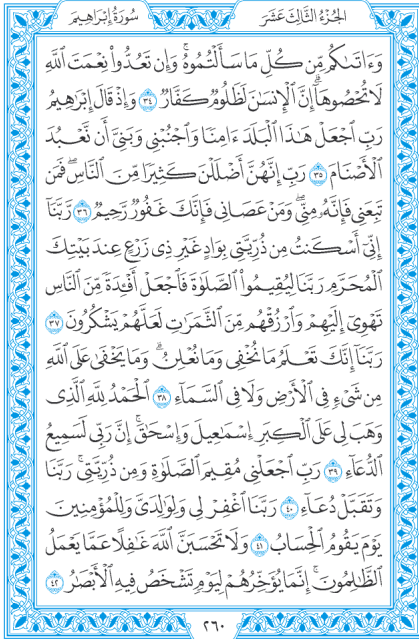 الجزء الثالث عشر
سورة إبراهيم
وَءَاتَىٰكُم مِّن كُلِّ مَا سَأَلْتُمُوهُ ۚ وَإِن تَعُدُّوا۟ نِعْمَتَ ٱللَّهِ
لَا تُحْصُوهَآ ۗ إِنَّ ٱلْإِنسَـٰنَ لَظَلُومٌ كَفَّارٌ ٣٤ وَإِذْ قَالَ إِبْرَٰهِيمُ
رَبِّ ٱجْعَلْ هَـٰذَا ٱلْبَلَدَ ءَامِنًا وَٱجْنُبْنِى وَبَنِىَّ أَن نَّعْبُدَ
ٱلْأَصْنَامَ ٣٥ رَبِّ إِنَّهُنَّ أَضْلَلْنَ كَثِيرًا مِّنَ ٱلنَّاسِ ۖ فَمَن
تَبِعَنِى فَإِنَّهُۥ مِنِّى ۖ وَمَنْ عَصَانِى فَإِنَّكَ غَفُورٌ رَّحِيمٌ ٣٦ رَّبَّنَآ
إِنِّىٓ أَسْكَنتُ مِن ذُرِّيَّتِى بِوَادٍ غَيْرِ ذِى زَرْعٍ عِندَ بَيْتِكَ
ٱلْمُحَرَّمِ رَبَّنَا لِيُقِيمُوا۟ ٱلصَّلَوٰةَ فَٱجْعَلْ أَفْـِٔدَةً مِّنَ ٱلنَّاسِ
تَهْوِىٓ إِلَيْهِمْ وَٱرْزُقْهُم مِّنَ ٱلثَّمَرَٰتِ لَعَلَّهُمْ يَشْكُرُونَ ٣٧
رَبَّنَآ إِنَّكَ تَعْلَمُ مَا نُخْفِى وَمَا نُعْلِنُ ۗ وَمَا يَخْفَىٰ عَلَى ٱللَّهِ
مِن شَىْءٍ فِى ٱلْأَرْضِ وَلَا فِى ٱلسَّمَآءِ ٣٨ ٱلْحَمْدُ لِلَّهِ ٱلَّذِى
وَهَبَ لِى عَلَى ٱلْكِبَرِ إِسْمَـٰعِيلَ وَإِسْحَـٰقَ ۚ إِنَّ رَبِّى لَسَمِيعُ
ٱلدُّعَآءِ ٣٩ رَبِّ ٱجْعَلْنِى مُقِيمَ ٱلصَّلَوٰةِ وَمِن ذُرِّيَّتِى ۚ رَبَّنَا
وَتَقَبَّلْ دُعَآءِ ٤٠ رَبَّنَا ٱغْفِرْ لِى وَلِوَٰلِدَىَّ وَلِلْمُؤْمِنِينَ
يَوْمَ يَقُومُ ٱلْحِسَابُ ٤١ وَلَا تَحْسَبَنَّ ٱللَّهَ غَـٰفِلًا عَمَّا يَعْمَلُ
ٱلظَّـٰلِمُونَ ۚ إِنَّمَا يُؤَخِّرُهُمْ لِيَوْمٍ تَشْخَصُ فِيهِ ٱلْأَبْصَـٰرُ ٤٢
٢٦٠